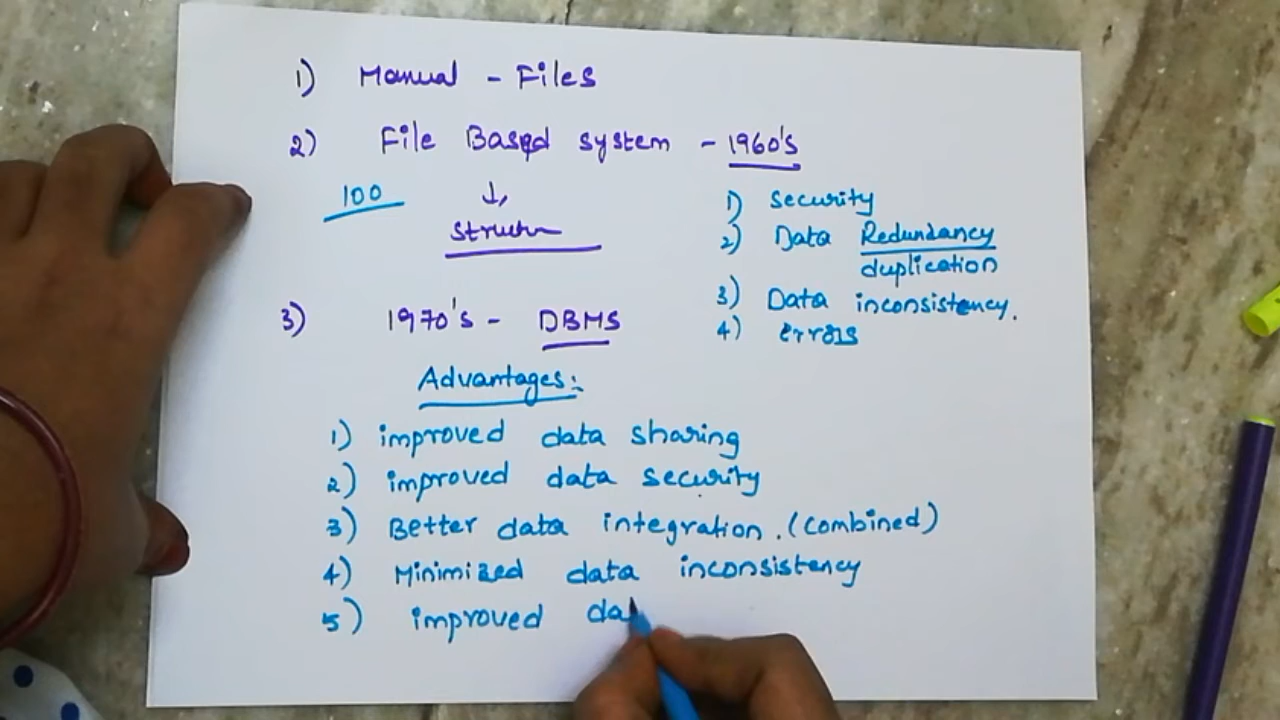 1) Manual - Files
2) File Based system - 1960's
100
↓
1) Security
2) Data Redundancy
duplication
3) Data inconsistency.
4) errors
3) 1970's - DBMS
Advantages:
1) improved data sharing
2) improved data security
3) Better data integration. (combined)
4) Minimized data inconsistency
5) improved da